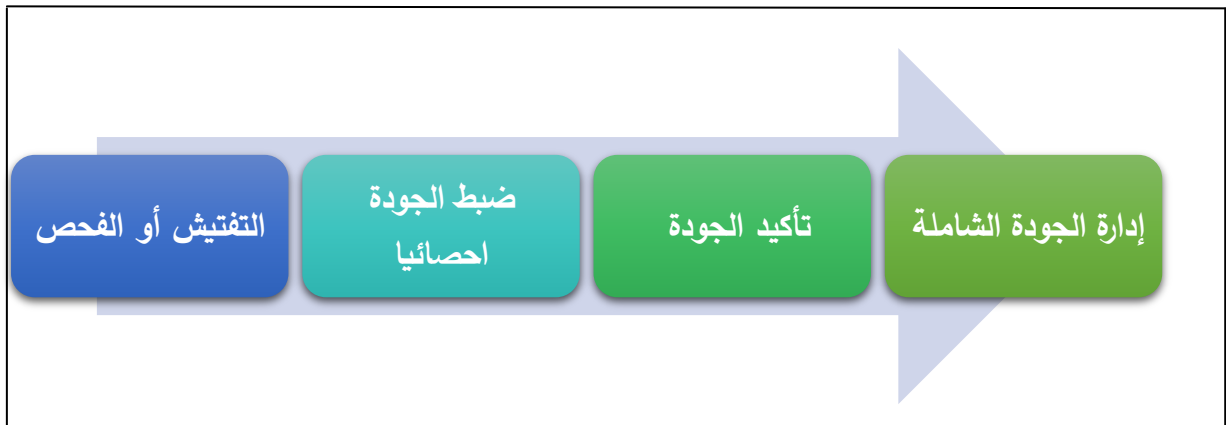 التفتيش أو الفحص
ضبط الجودة
احصائيا
تأكيد الجودة
إدارة الجودة الشاملة